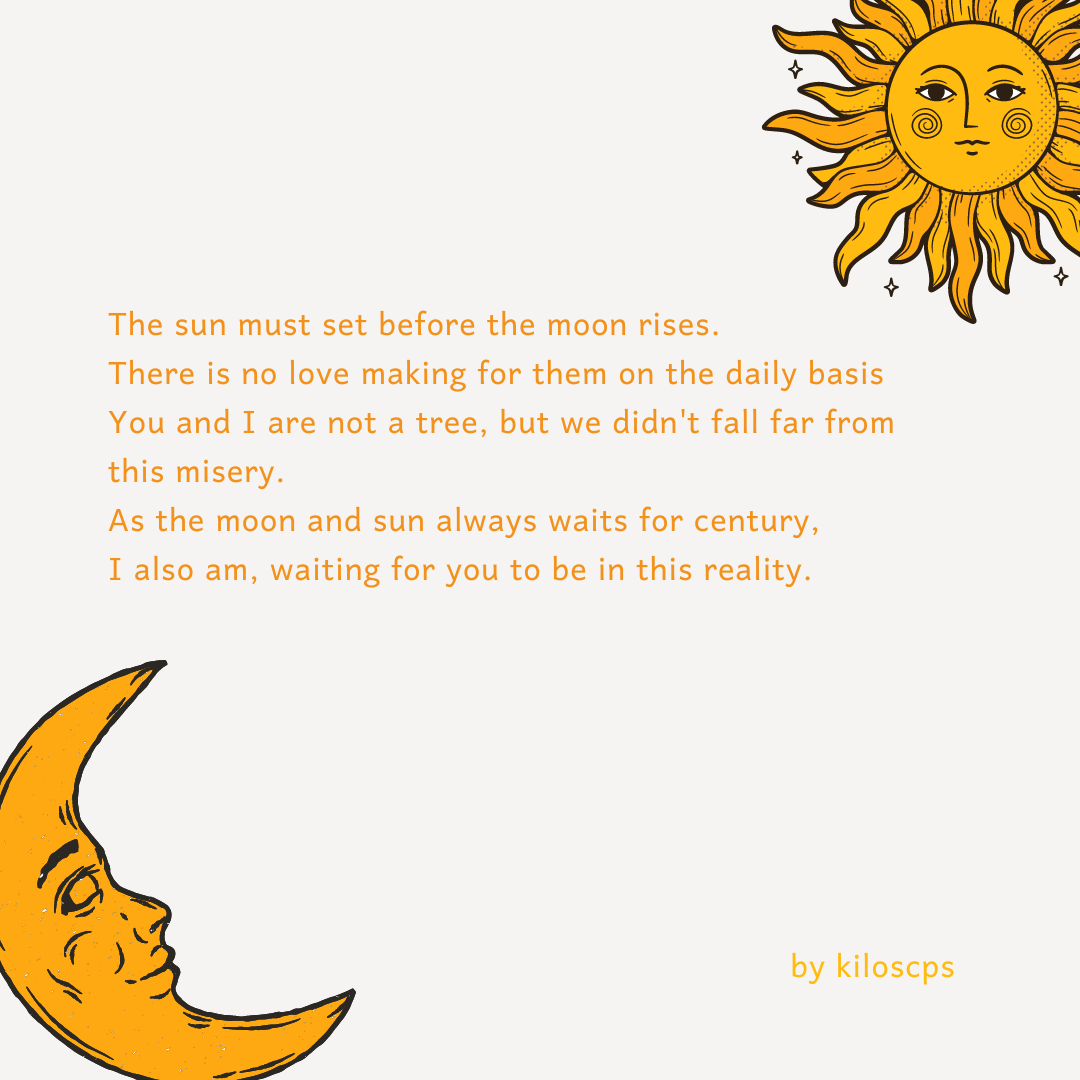 The sun must set before the moon rises.
There is no love making for them on the daily basis
You and I are not a tree, but we didn't fall far from
this misery.
As the moon and sun always waits for century,
I also am, waiting for you to be in this reality.
by kiloscps